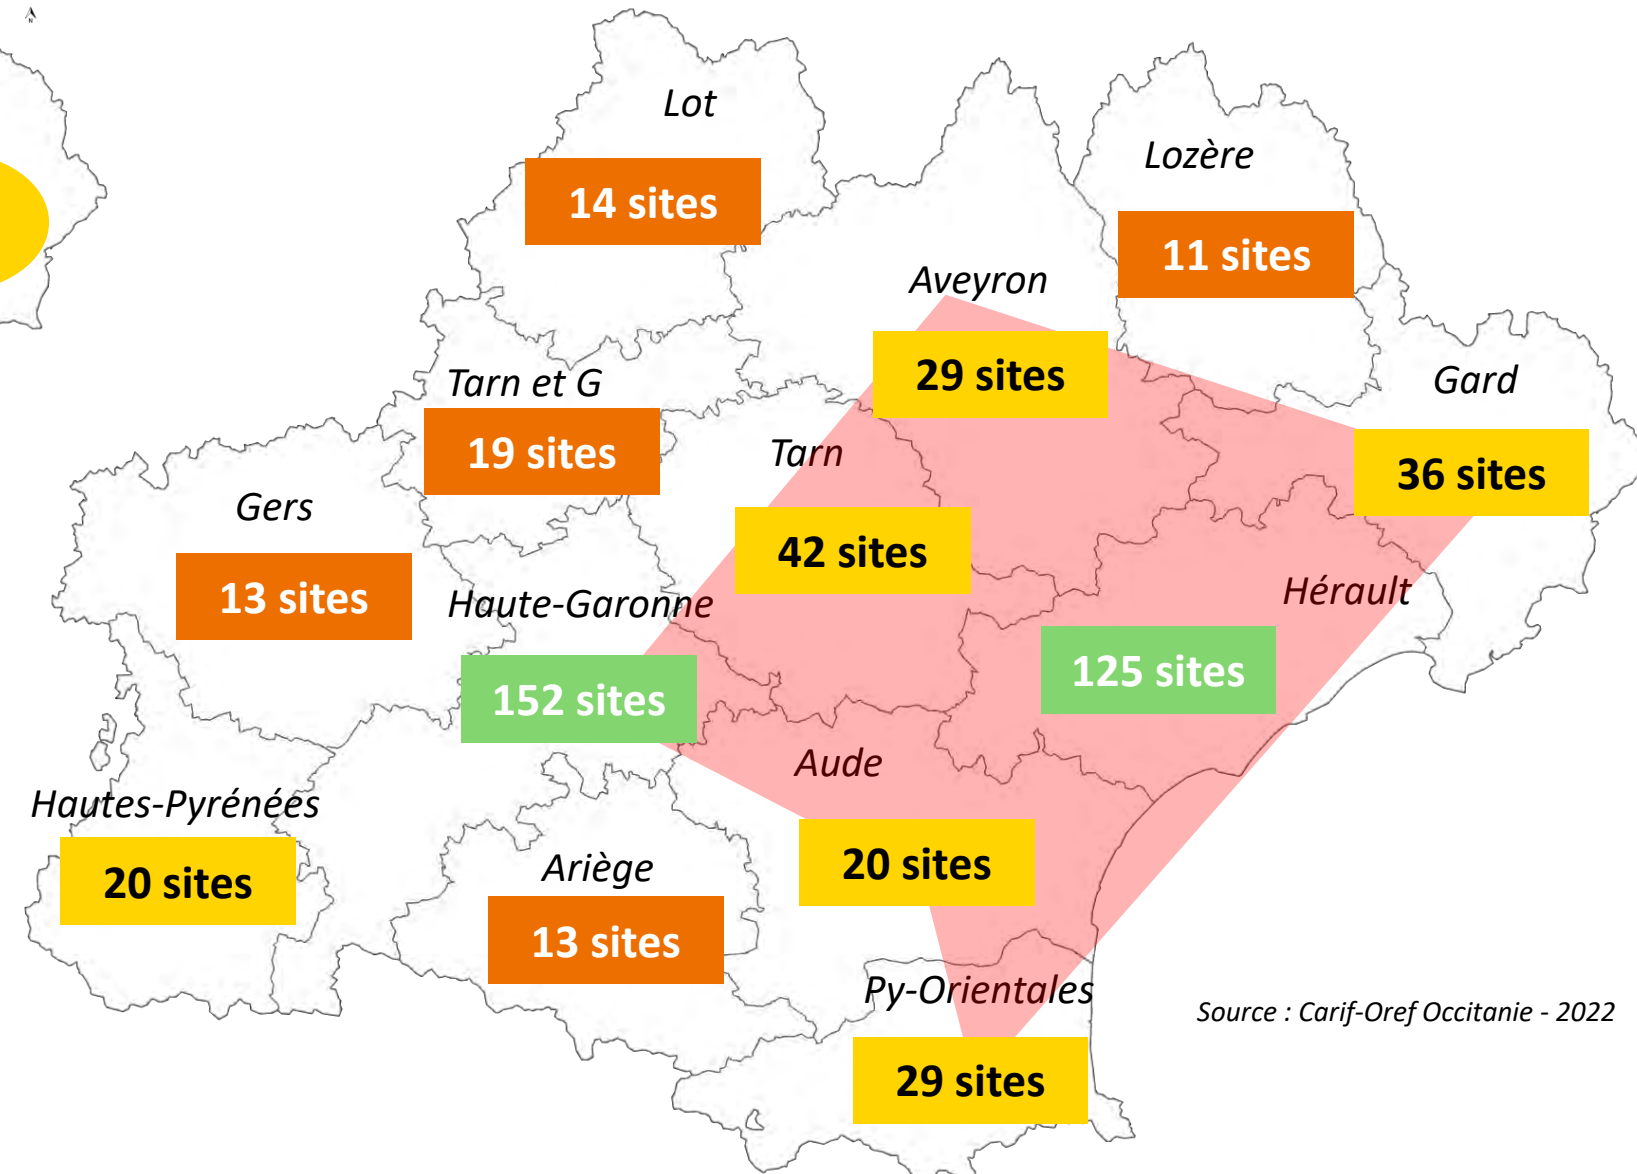 N
Lot
14 sites
Lozère
11 sites
Aveyron
29 sites
Gard
36 sites
Tarn et G
19 sites
Tarn
42 sites
Gers
13 sites
Haute-Garonne
152 sites
Hérault
125 sites
Aude
20 sites
Hautes-Pyrénées
20 sites
Ariège
13 sites
Py-Orientales
29 sites
Source : Carif-Oref Occitanie - 2022